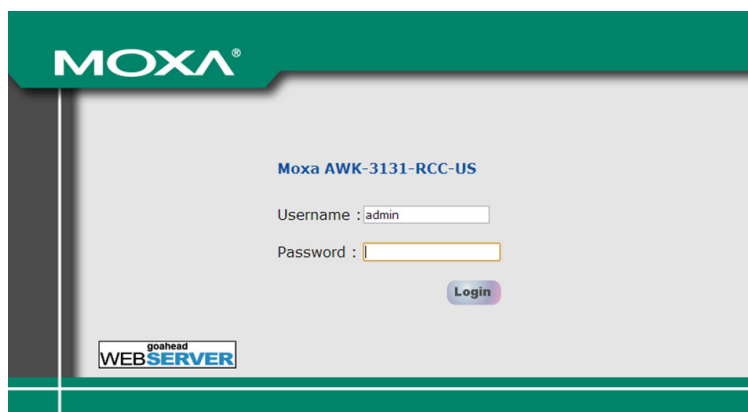 MOXA®
Moxa AWK-3131-RCC-US
Username : admin
Password :
Login
goahead
WEBSERVER